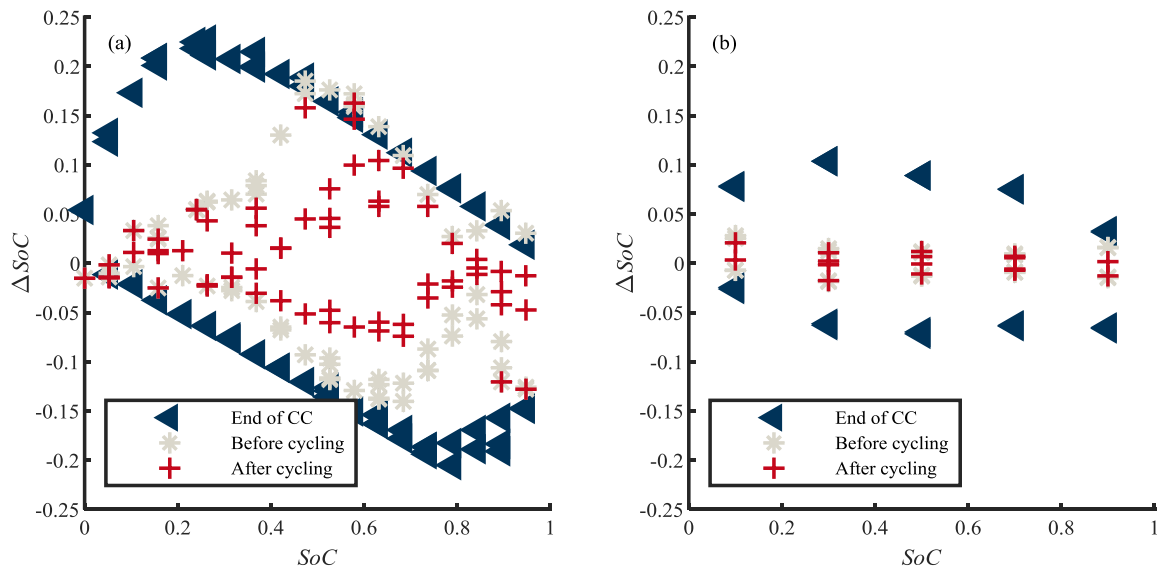 0.25
0.2
0.15
0.1
0.05
0
-0.05
-0.1
-0.15
-0.2
-0.25
ΔSoC
(a)
End of CC
Before cycling
After cycling
0
0.2
0.4
0.6
0.8
1
SoC
0.25
0.2
0.15
0.1
0.05
0
-0.05
-0.1
-0.15
-0.2
-0.25
ΔSoC
(b)
End of CC
Before cycling
After cycling
0
0.2
0.4
0.6
0.8
1
SoC